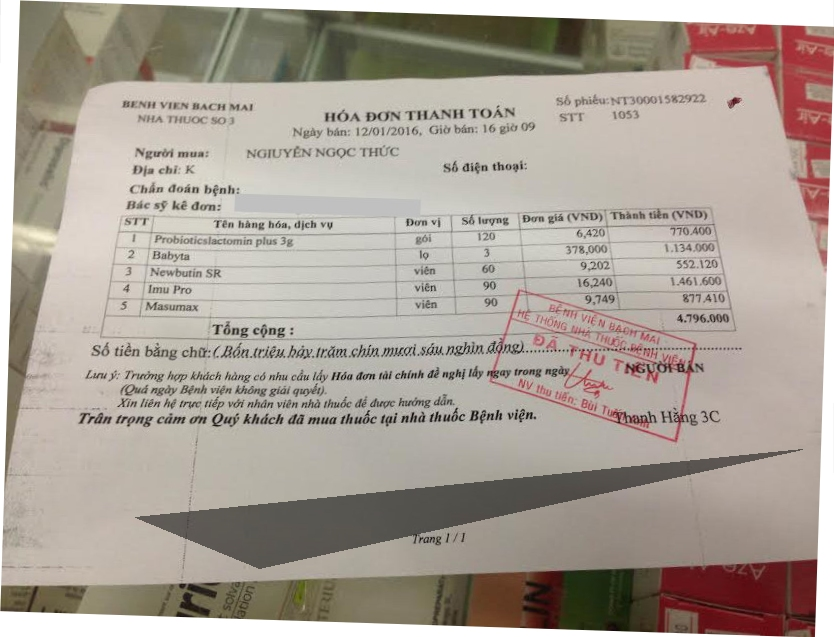 BỆNH VIỆN BẠCH MAI
NHA THUOC SO 3
HÓA ĐƠN THANH TOÁN
Ngày bán: 12/01/2016, Giờ bán: 16 giờ 09
Số phiếu:NT30001582922
STT 1053
Người mua: NGIUYỄN NGỌC THỨC
Địa chỉ: K Số điện thoại:
Chẩn đoán bệnh:
Bác sỹ kê đơn:
STT Tên hàng hóa, dịch vụ Đơn vị Số lượng Đơn giá (VND) Thành tiền (VND)
1 Probioticslactomin plus 3g gói 120 6,420 770.400
2 Babyta lọ 3 378,000 1.134.000
3 Newbutin SR viên 60 9,202 552.120
4 Imu Pro viên 90 16,240 1.461.600
5 Masumax viên 90 9,749 877.410
Tổng cộng : 4.796.000
Số tiền bằng chữ:( Bốn triệu bảy trăm chín mươi sáu nghìn đồng)
Lưu ý: Trường hợp khách hàng có nhu cầu lấy Hóa đơn tài chính đề nghị lấy ngay trong ngày
(Quá ngày Bệnh viện không giải quyết).
Xin liên hệ trực tiếp với nhân viên nhà thuốc để được hướng dẫn.
Trân trọng cảm ơn Quý khách đã mua thuốc tại nhà thuốc Bệnh viện.
NGƯỜI BÁN
Thanh Hằng 3C
BỆNH VIỆN BẠCH MAI
HỆ THỐNG NHÀ THUỐC BỆNH VIỆN
ĐÃ THU TIỀN
NV thu tiền: Bùi
Trang 1 / 1